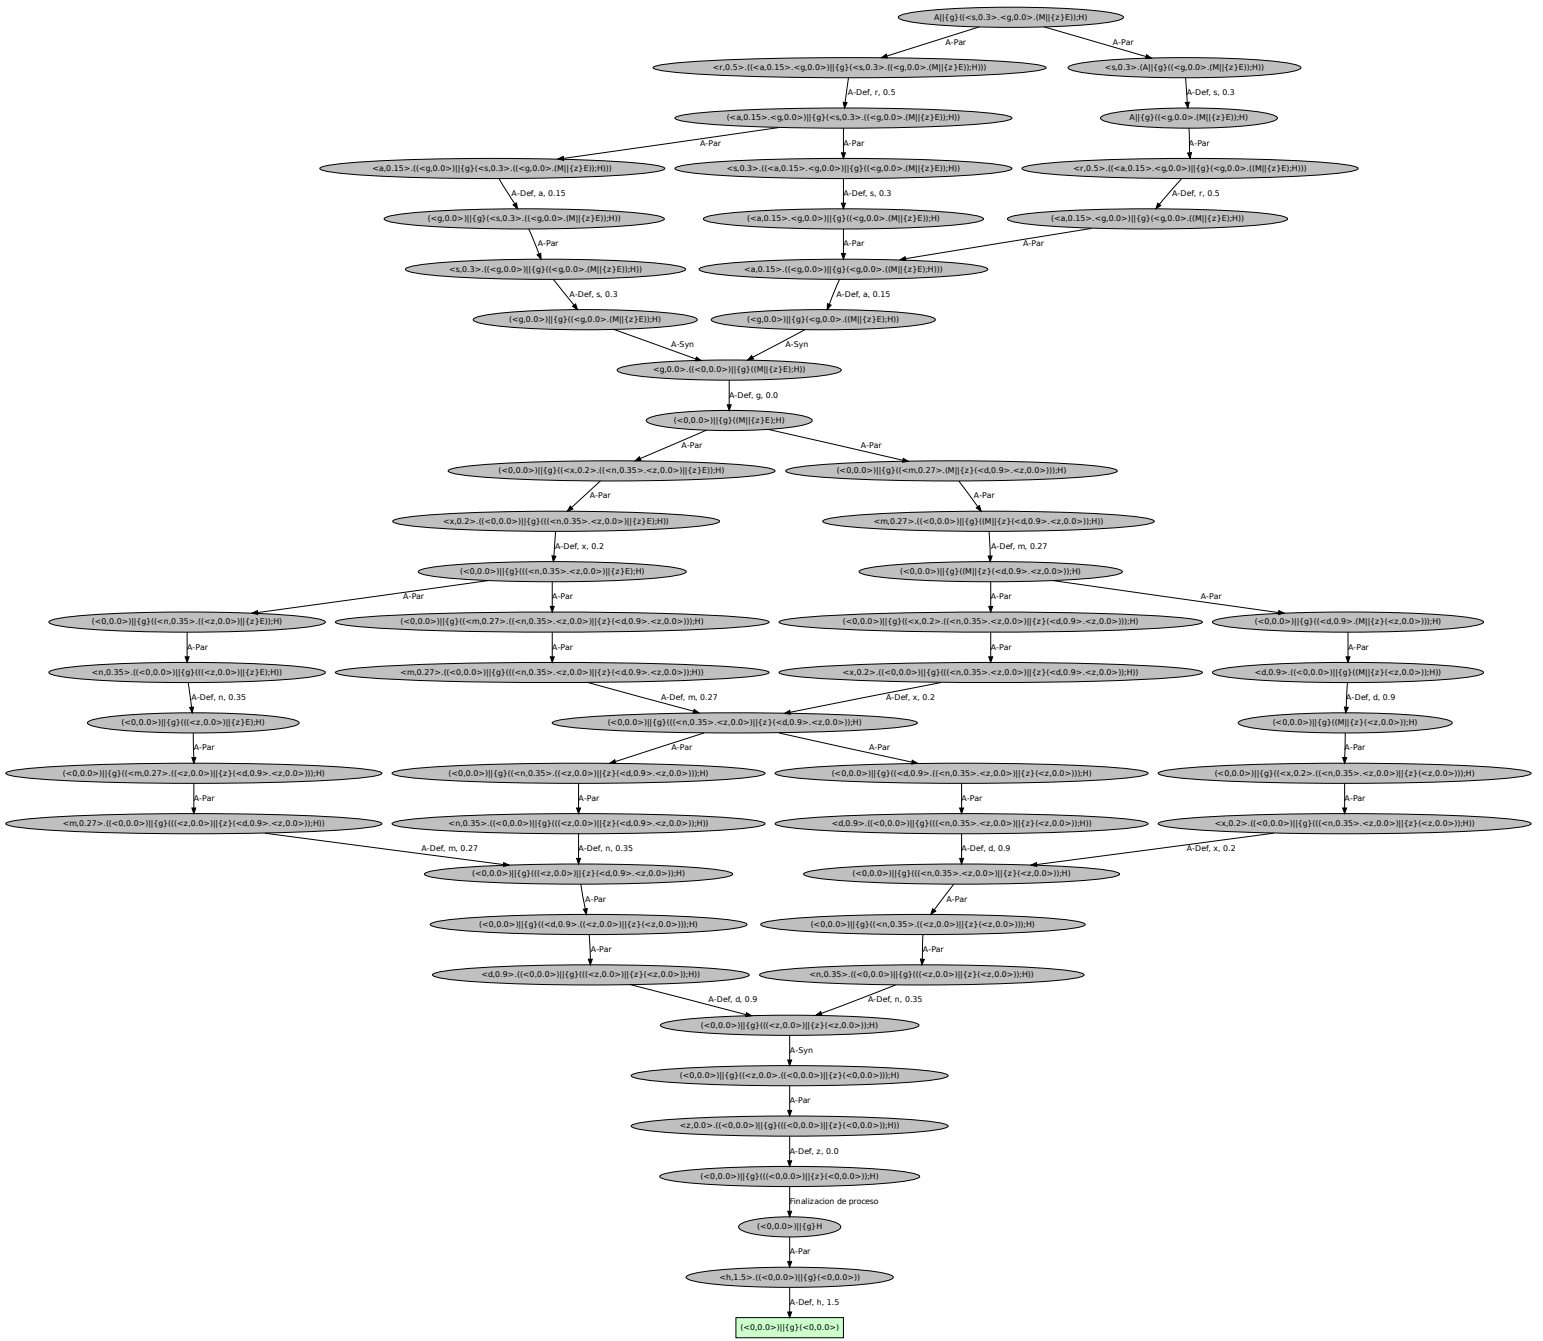 A||{g}((<s,0.3>.<g,0.0>.(M||{z}E));H)
A-Par
A-Par
<r,0.5>.((<a,0.15>.<g,0.0>)||{g}(<s,0.3>.((<g,0.0>.(M||{z}E));H)))
<s,0.3>.(A||{g}((<g,0.0>.(M||{z}E));H))
A-Def, r, 0.5
A-Def, s, 0.3
(<a,0.15>.<g,0.0>)||{g}(<s,0.3>.((<g,0.0>.(M||{z}E));H))
A||{g}((<g,0.0>.(M||{z}E));H)
A-Par
A-Par
A-Par
<a,0.15>.((<g,0.0>)||{g}(<s,0.3>.((<g,0.0>.(M||{z}E));H)))
<s,0.3>.((<a,0.15>.<g,0.0>)||{g}((<g,0.0>.(M||{z}E));H))
<r,0.5>.((<a,0.15>.<g,0.0>)||{g}(<g,0.0>.((M||{z}E);H)))
A-Def, a, 0.15
A-Def, s, 0.3
A-Def, r, 0.5
(<g,0.0>)||{g}(<s,0.3>.((<g,0.0>.(M||{z}E));H))
(<a,0.15>.<g,0.0>)||{g}((<g,0.0>.(M||{z}E));H)
(<a,0.15>.<g,0.0>)||{g}(<g,0.0>.((M||{z}E);H))
A-Par
A-Par
A-Par
<s,0.3>.((<g,0.0>)||{g}((<g,0.0>.(M||{z}E));H))
<a,0.15>.((<g,0.0>)||{g}(<g,0.0>.((M||{z}E);H)))
A-Def, s, 0.3
A-Def, a, 0.15
(<g,0.0>)||{g}((<g,0.0>.(M||{z}E));H)
(<g,0.0>)||{g}(<g,0.0>.((M||{z}E);H))
A-Syn
A-Syn
<g,0.0>.((<0,0.0>)||{g}((M||{z}E);H))
A-Def, g, 0.0
(<0,0.0>)||{g}((M||{z}E);H)
A-Par
A-Par
(<0,0.0>)||{g}((<x,0.2>.((<n,0.35>.<z,0.0>)||{z}E));H)
(<0,0.0>)||{g}((<m,0.27>.(M||{z}(<d,0.9>.<z,0.0>)));H)
A-Par
A-Par
<x,0.2>.((<0,0.0>)||{g}(((<n,0.35>.<z,0.0>)||{z}E);H))
<m,0.27>.((<0,0.0>)||{g}((M||{z}(<d,0.9>.<z,0.0>));H))
A-Def, x, 0.2
A-Def, m, 0.27
(<0,0.0>)||{g}(((<n,0.35>.<z,0.0>)||{z}E);H)
(<0,0.0>)||{g}((M||{z}(<d,0.9>.<z,0.0>));H)
A-Par
A-Par
A-Par
A-Par
(<0,0.0>)||{g}((<n,0.35>.((<z,0.0>)||{z}E));H)
(<0,0.0>)||{g}((<m,0.27>.((<n,0.35>.<z,0.0>)||{z}(<d,0.9>.<z,0.0>)));H)
(<0,0.0>)||{g}((<x,0.2>.((<n,0.35>.<z,0.0>)||{z}(<d,0.9>.<z,0.0>)));H)
(<0,0.0>)||{g}((<d,0.9>.(M||{z}(<z,0.0>)));H)
A-Par
A-Par
A-Par
A-Par
<n,0.35>.((<0,0.0>)||{g}(((<z,0.0>)||{z}E);H))
<m,0.27>.((<0,0.0>)||{g}(((<n,0.35>.<z,0.0>)||{z}(<d,0.9>.<z,0.0>));H))
<x,0.2>.((<0,0.0>)||{g}(((<n,0.35>.<z,0.0>)||{z}(<d,0.9>.<z,0.0>));H))
<d,0.9>.((<0,0.0>)||{g}((M||{z}(<z,0.0>));H))
A-Def, n, 0.35
A-Def, m, 0.27
A-Def, x, 0.2
A-Def, d, 0.9
(<0,0.0>)||{g}(((<z,0.0>)||{z}E);H)
(<0,0.0>)||{g}(((<n,0.35>.<z,0.0>)||{z}(<d,0.9>.<z,0.0>));H)
(<0,0.0>)||{g}((M||{z}(<z,0.0>));H)
A-Par
A-Par
A-Par
A-Par
(<0,0.0>)||{g}((<m,0.27>.((<z,0.0>)||{z}(<d,0.9>.<z,0.0>)));H)
(<0,0.0>)||{g}((<n,0.35>.((<z,0.0>)||{z}(<d,0.9>.<z,0.0>)));H)
(<0,0.0>)||{g}((<d,0.9>.((<n,0.35>.<z,0.0>)||{z}(<z,0.0>)));H)
(<0,0.0>)||{g}((<x,0.2>.((<n,0.35>.<z,0.0>)||{z}(<z,0.0>)));H)
A-Par
A-Par
A-Par
A-Par
<m,0.27>.((<0,0.0>)||{g}(((<z,0.0>)||{z}(<d,0.9>.<z,0.0>));H))
<n,0.35>.((<0,0.0>)||{g}(((<z,0.0>)||{z}(<d,0.9>.<z,0.0>));H))
<d,0.9>.((<0,0.0>)||{g}(((<n,0.35>.<z,0.0>)||{z}(<z,0.0>));H))
<x,0.2>.((<0,0.0>)||{g}(((<n,0.35>.<z,0.0>)||{z}(<z,0.0>));H))
A-Def, m, 0.27
A-Def, n, 0.35
A-Def, d, 0.9
A-Def, x, 0.2
(<0,0.0>)||{g}(((<z,0.0>)||{z}(<d,0.9>.<z,0.0>));H)
(<0,0.0>)||{g}(((<n,0.35>.<z,0.0>)||{z}(<z,0.0>));H)
A-Par
A-Par
(<0,0.0>)||{g}((<d,0.9>.((<z,0.0>)||{z}(<z,0.0>)));H)
(<0,0.0>)||{g}((<n,0.35>.((<z,0.0>)||{z}(<z,0.0>)));H)
A-Par
A-Par
<d,0.9>.((<0,0.0>)||{g}(((<z,0.0>)||{z}(<z,0.0>));H))
<n,0.35>.((<0,0.0>)||{g}(((<z,0.0>)||{z}(<z,0.0>));H))
A-Def, d, 0.9
A-Def, n, 0.35
(<0,0.0>)||{g}(((<z,0.0>)||{z}(<z,0.0>));H)
A-Syn
(<0,0.0>)||{g}((<z,0.0>.((<0,0.0>)||{z}(<0,0.0>)));H)
A-Par
<z,0.0>.((<0,0.0>)||{g}(((<0,0.0>)||{z}(<0,0.0>));H))
A-Def, z, 0.0
(<0,0.0>)||{g}(((<0,0.0>)||{z}(<0,0.0>));H)
Finalizacion de proceso
(<0,0.0>)||{g}H
A-Par
<h,1.5>.((<0,0.0>)||{g}(<0,0.0>))
A-Def, h, 1.5
(<0,0.0>)||{g}(<0,0.0>)